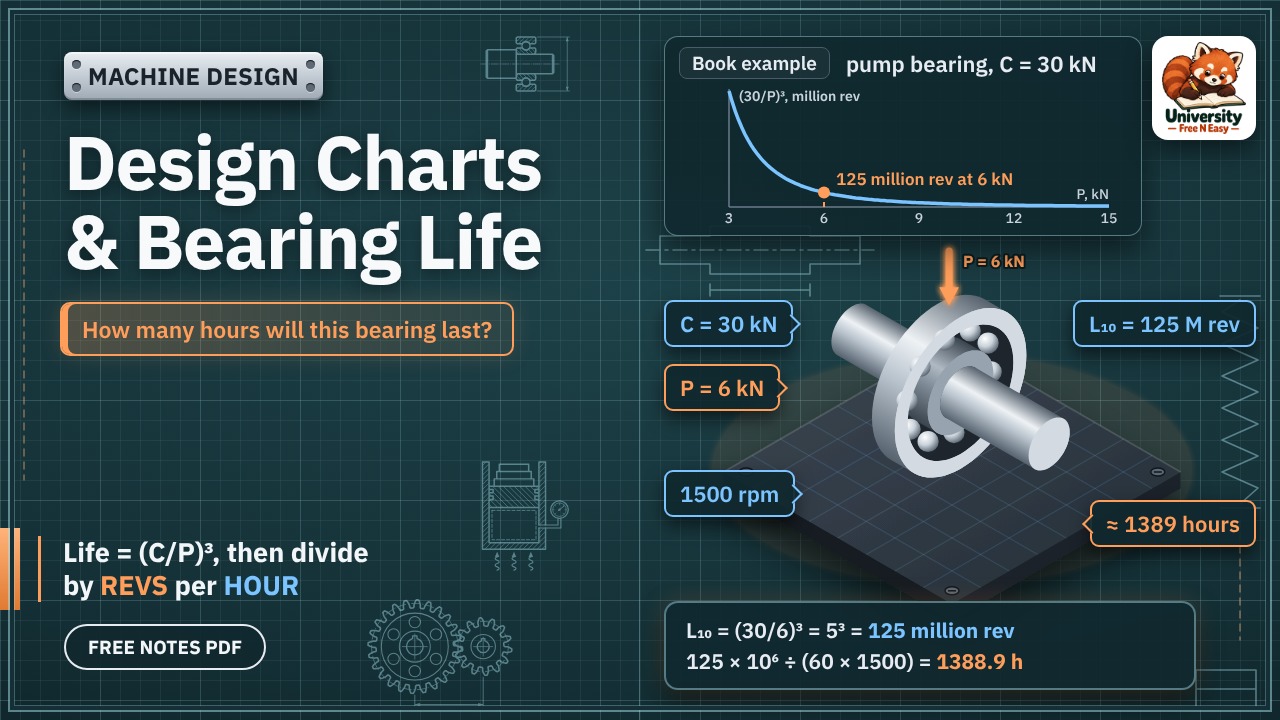 MACHINE DESIGN
Design Charts
& Bearing Life
How many hours will this bearing last?
Life = (C/P)³, then divide
by REVS per HOUR
FREE NOTES PDF
Book example
pump bearing, C = 30 kN
(30/P)³, million rev
125 million rev at 6 kN
P, kN
3 6 9 12 15
University
Free N Easy
P = 6 kN
C = 30 kN
L₁₀ = 125 M rev
P = 6 kN
1500 rpm
≈ 1389 hours
L₁₀ = (30/6)³ = 5³ = 125 million rev
125 × 10⁶ ÷ (60 × 1500) = 1388.9 h